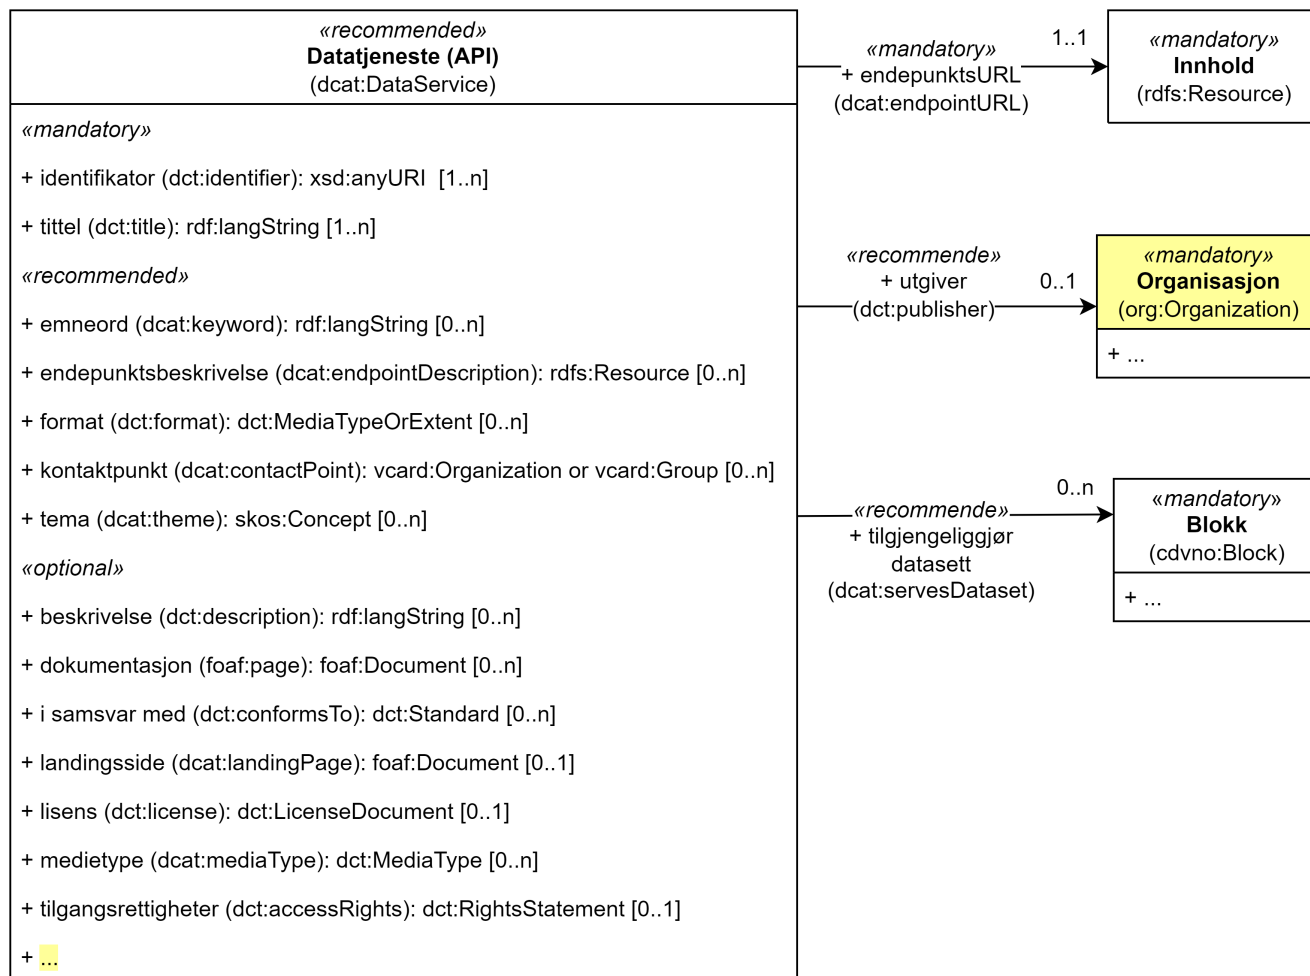 «recommended»
Datatjeneste (API)
(dcat:DataService)
«mandatory»
+ identifikator (dct:identifier): xsd:anyURI  [1..n]
+ tittel (dct:title): rdf:langString [1..n]
«recommended»
+ emneord (dcat:keyword): rdf:langString [0..n]
+ endepunktsbeskrivelse (dcat:endpointDescription): rdfs:Resource [0..n]
+ format (dct:format): dct:MediaTypeOrExtent [0..n]
+ kontaktpunkt (dcat:contactPoint): vcard:Organization or vcard:Group [0..n]
+ tema (dcat:theme): skos:Concept [0..n]
«optional»
+ beskrivelse (dct:description): rdf:langString [0..n]
+ dokumentasjon (foaf:page): foaf:Document [0..n]
+ i samsvar med (dct:conformsTo): dct:Standard [0..n]
+ landingsside (dcat:landingPage): foaf:Document [0..1]
+ lisens (dct:license): dct:LicenseDocument [0..1]
+ medietype (dcat:mediaType): dct:MediaType [0..n]
+ tilgangsrettigheter (dct:accessRights): dct:RightsStatement [0..1]
+ ...
«mandatory»
+ endepunktsURL
(dcat:endpointURL)
1..1
«mandatory»
Innhold
(rdfs:Resource)
«recommende»
+ utgiver
(dct:publisher)
0..1
«mandatory»
Organisasjon
(org:Organization)
+ ...
«recommende»
+ tilgjengeliggjør
datasett
(dcat:servesDataset)
0..n
«mandatory»
Blokk
(cdvno:Block)
+ ...